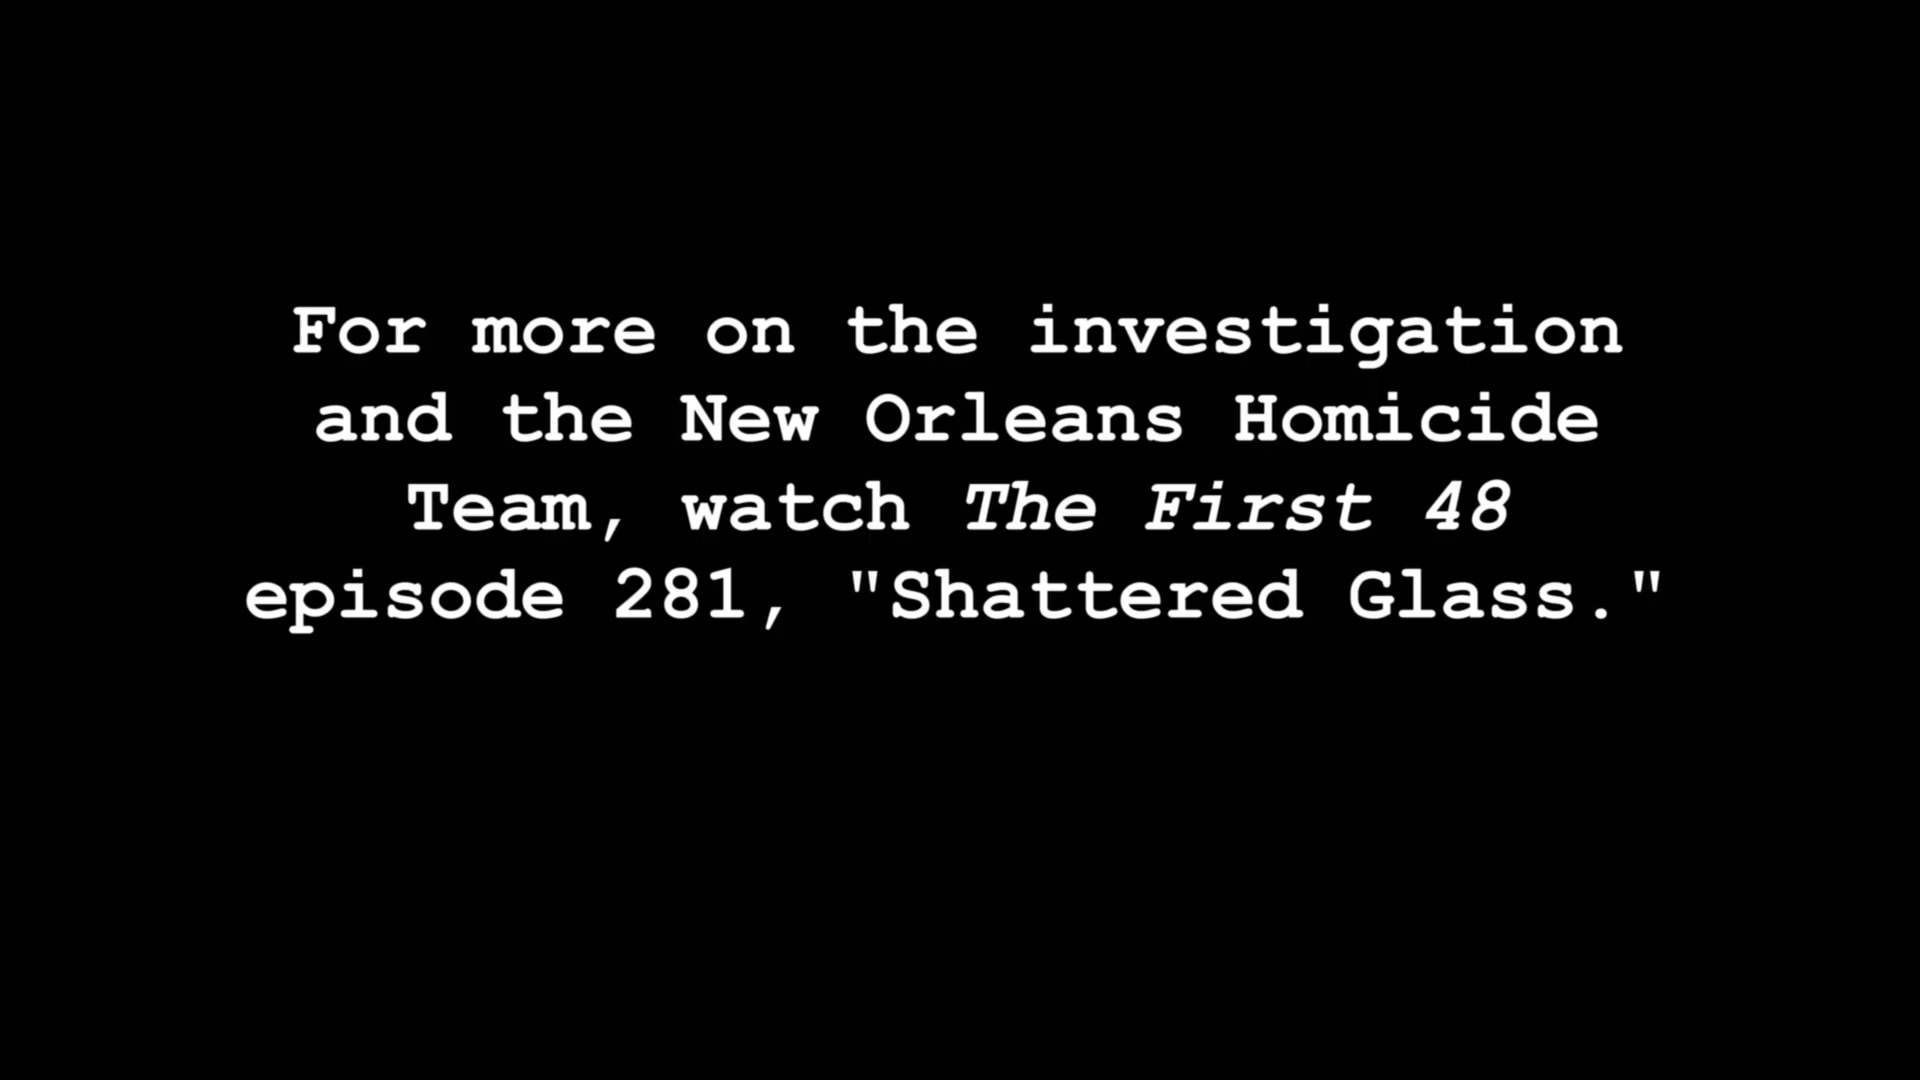 For more on the investigation
and the New Orleans Homicide
Team, watch The First 48
episode 281, "Shattered Glass."